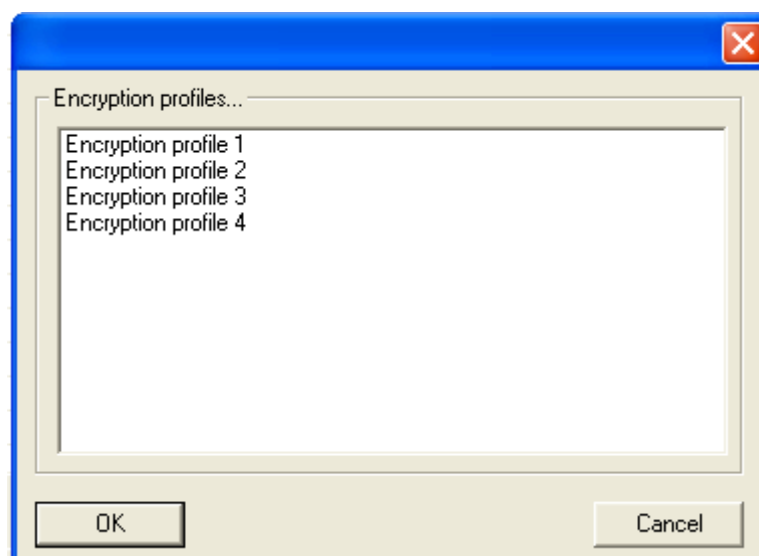 Encryption profiles...
Encryption profile 1
Encryption profile 2
Encryption profile 3
Encryption profile 4
OK
Cancel